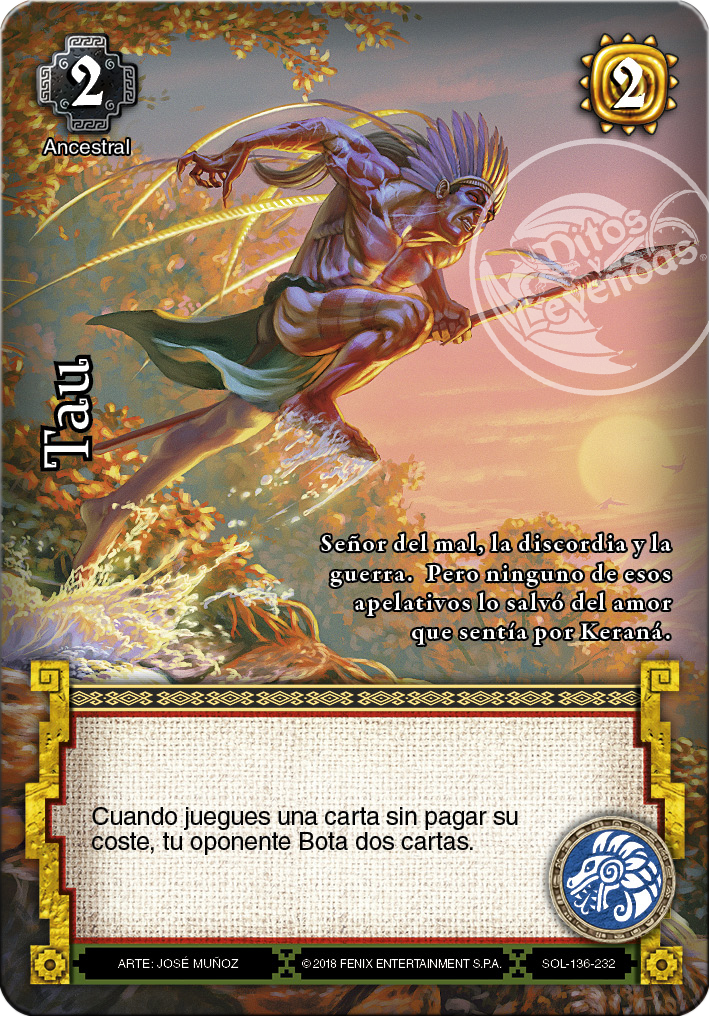 2
Ancestral
2
Mitos
y
Leyendas
Tau
Señor del mal, la discordia y la
guerra. Pero ninguno de esos
apelativos lo salvó del amor
que sentía por Keraná.
Cuando juegues una carta sin pagar su
coste, tu oponente Bota dos cartas.
ARTE: JOSÉ MUÑOZ
©2018 FENIX ENTERTAINMENT S.P.A.
SOL-136-232